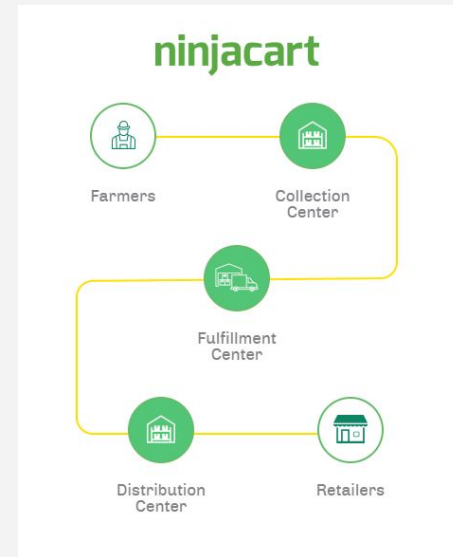 ninjacart
Farmers
Collection
Center
Fulfillment
Center
Distribution
Center
Retailers